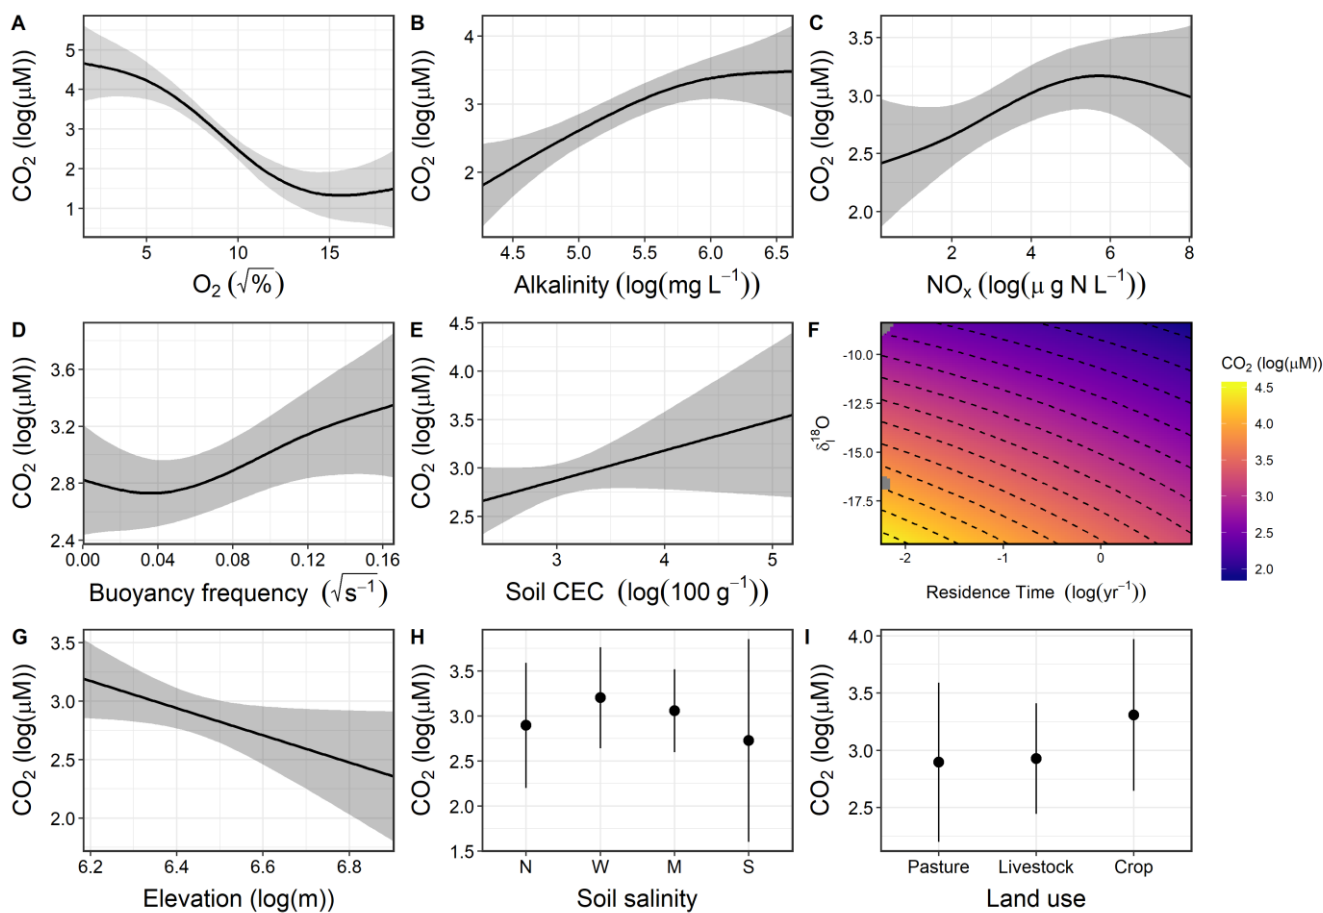 A
CO₂ (log(μM))
5
4
3
2
1
5
10
15
O₂ (√%)
B
CO₂ (log(μM))
4
3
2
4.5
5.0
5.5
6.0
6.5
Alkalinity (log(mg L⁻¹))
C
CO₂ (log(μM))
3.5
3.0
2.5
2.0
2
4
6
8
NOₓ (log(μ g N L⁻¹))
D
CO₂ (log(μM))
3.6
3.2
2.8
2.4
0.00
0.04
0.08
0.12
0.16
Buoyancy frequency (√s⁻¹)
E
CO₂ (log(μM))
4.5
4.0
3.5
3.0
2.5
3
4
5
Soil CEC (log(100 g⁻¹))
F
δₗ¹⁸O
-10.0
-12.5
-15.0
-17.5
-2
-1
0
Residence Time (log(yr⁻¹))
CO₂ (log(μM))
4.5
4.0
3.5
3.0
2.5
2.0
G
CO₂ (log(μM))
3.5
3.0
2.5
2.0
6.2
6.4
6.6
6.8
Elevation (log(m))
H
CO₂ (log(μM))
3.5
3.0
2.5
2.0
1.5
N
W
M
S
Soil salinity
I
CO₂ (log(μM))
4.0
3.5
3.0
2.5
Pasture
Livestock
Crop
Land use